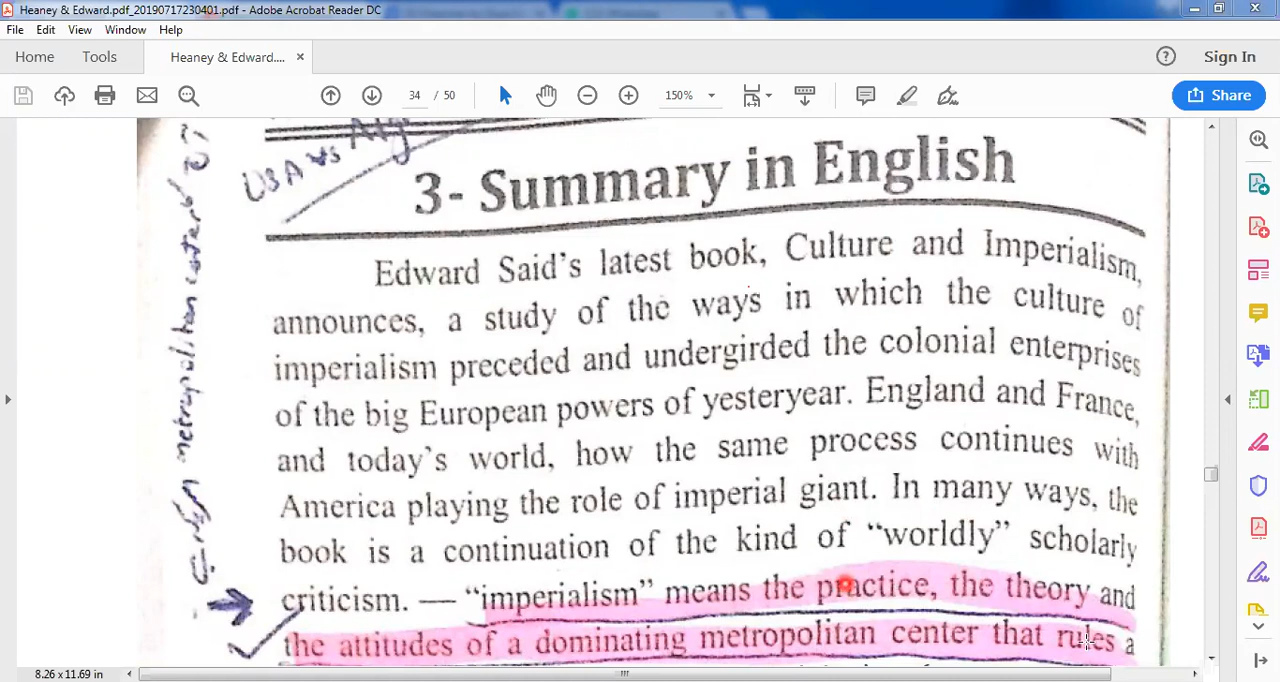 Heaney & Edward.pdf_20190717230401.pdf - Adobe Acrobat Reader DC
File Edit View Window Help
Home Tools Heaney & Edward.... × Sign In
34 / 50 150% Share
USA vs
3- Summary in English
Edward Said's latest book, Culture and Imperialism,
announces, a study of the ways in which the culture of
imperialism preceded and undergirded the colonial enterprises
of the big European powers of yesteryear. England and France,
and today's world, how the same process continues with
America playing the role of imperial giant. In many ways, the
book is a continuation of the kind of “worldly” scholarly
criticism. — “imperialism” means the practice, the theory and
the attitudes of a dominating metropolitan center that rules a
metropolitan
8.26 x 11.69 in